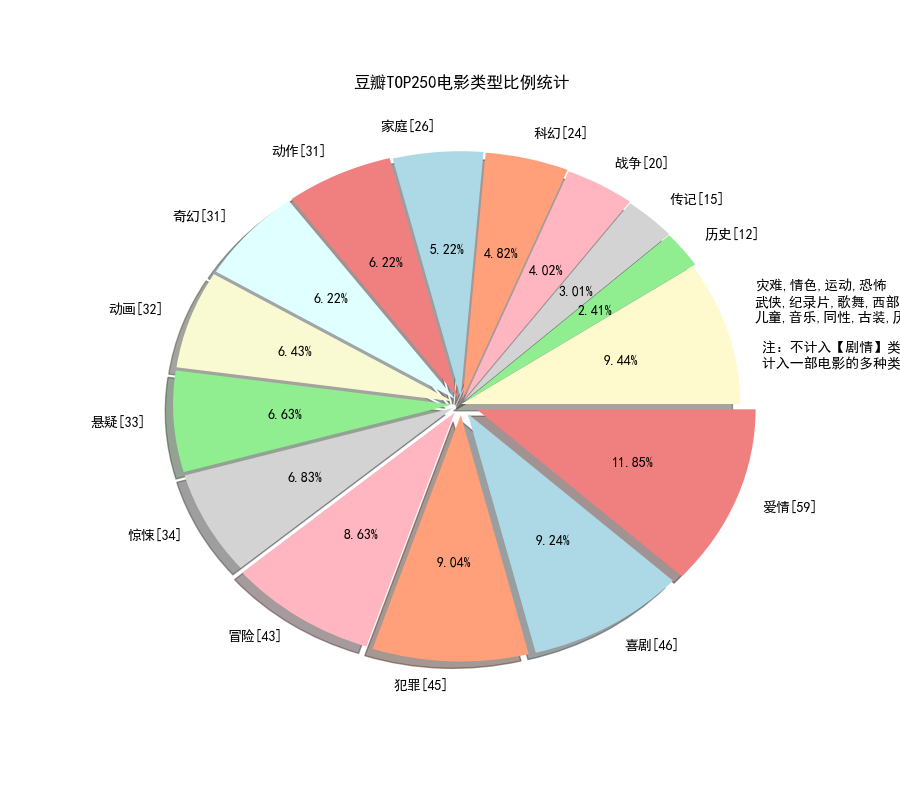 豆瓣TOP250电影类型比例统计
家庭[26]
科幻[24]
动作[31]
战争[20]
传记[15]
奇幻[31]
历史[12]
5.22%
4.82%
6.22%
4.02%
灾难,情色,运动,恐怖
武侠,纪录片,歌舞,西部
儿童,音乐,同性,古装,历
3.01%
6.22%
2.41%
动画[32]
注: 不计入【剧情】类
计入一部电影的多种类
6.43%
9.44%
悬疑[33]
6.63%
11.85%
6.83%
爱情[59]
惊悚[34]
8.63%
9.24%
9.04%
冒险[43]
喜剧[46]
犯罪[45]